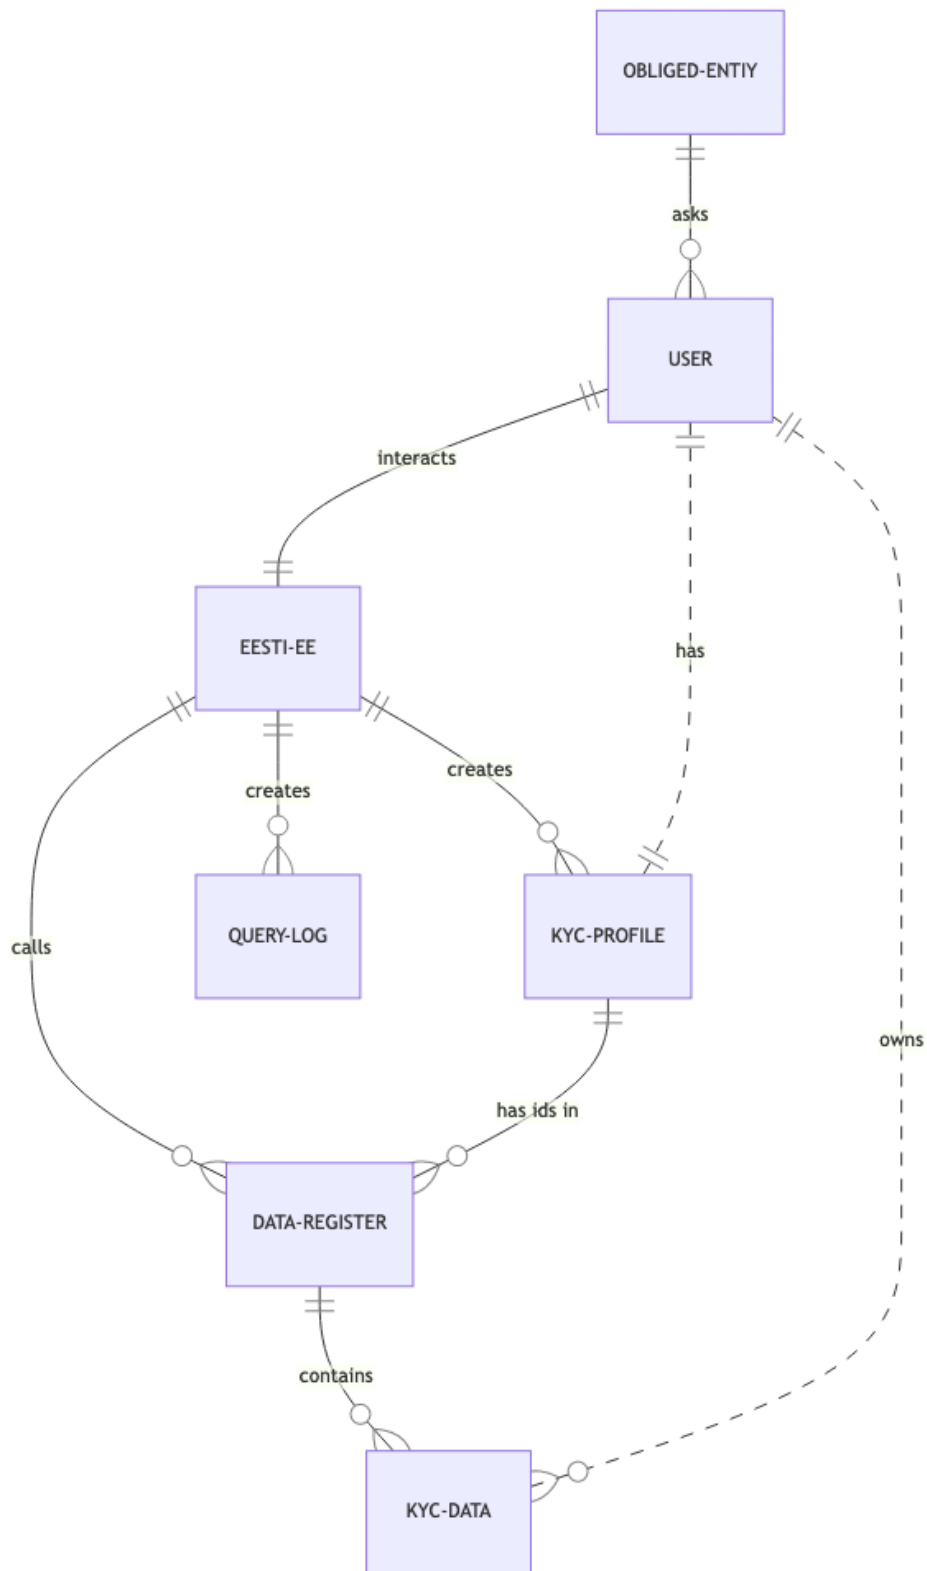 OBLIGED-ENTIY
asks
USER
interacts
EESTI-EE
has
creates
creates
QUERY-LOG
KYC-PROFILE
calls
owns
has ids in
DATA-REGISTER
contains
KYC-DATA